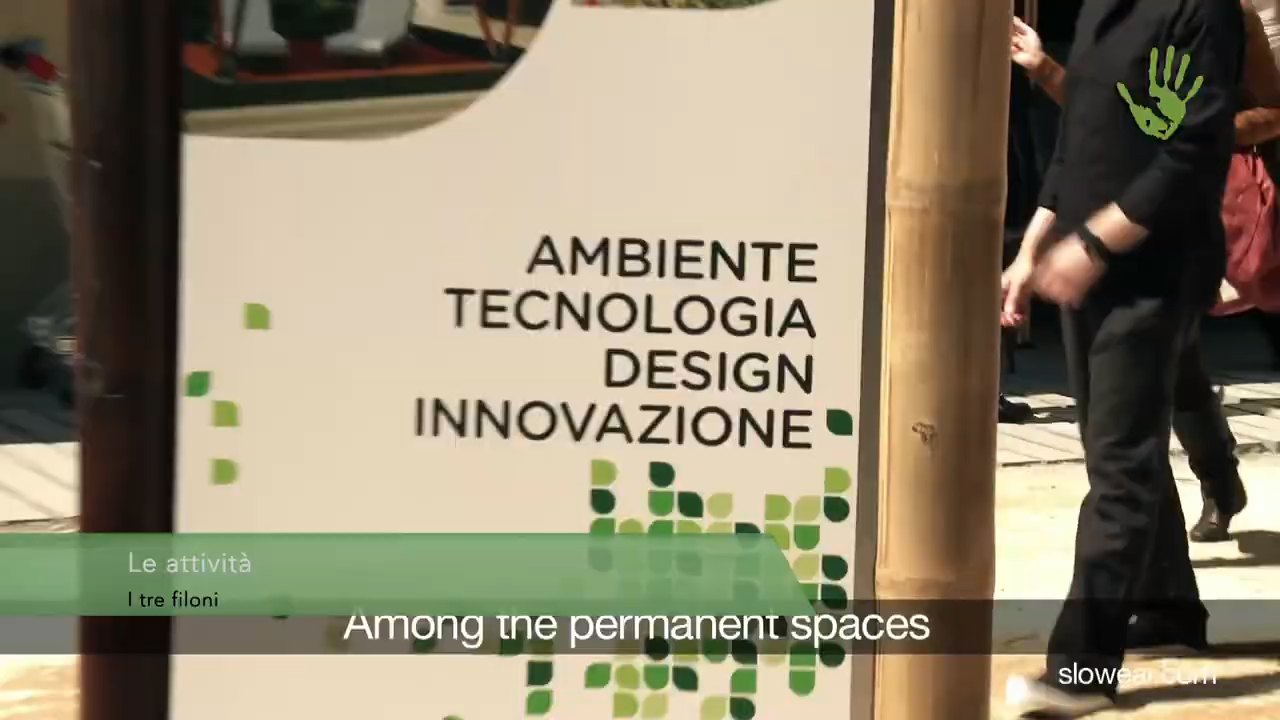 AMBIENTE
TECNOLOGIA
DESIGN
INNOVAZIONE
Le attività
I tre filoni
Among the permanent spaces